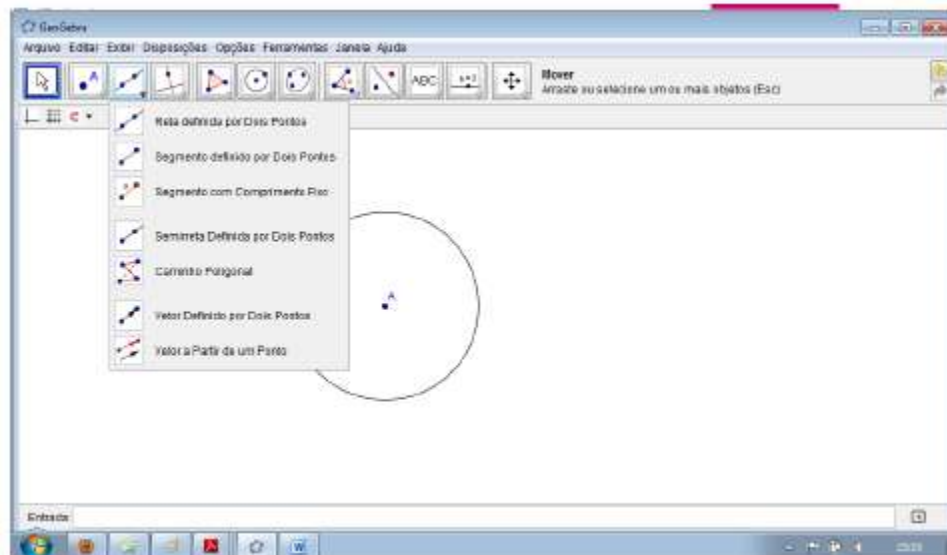 GeoGebra
Arquivo Editar Exibir Disposições Opções Ferramentas Janela Ajuda
A
ABC
a=2
Mover
Arraste ou selecione um ou mais objetos (Esc)
Reta definida por Dois Pontos
Segmento definido por Dois Pontos
Segmento com Comprimento Fixo
Semirreta Definida por Dois Pontos
Caminho Poligonal
Vetor Definido por Dois Pontos
Vetor a Partir de um Ponto
A
Entrada: